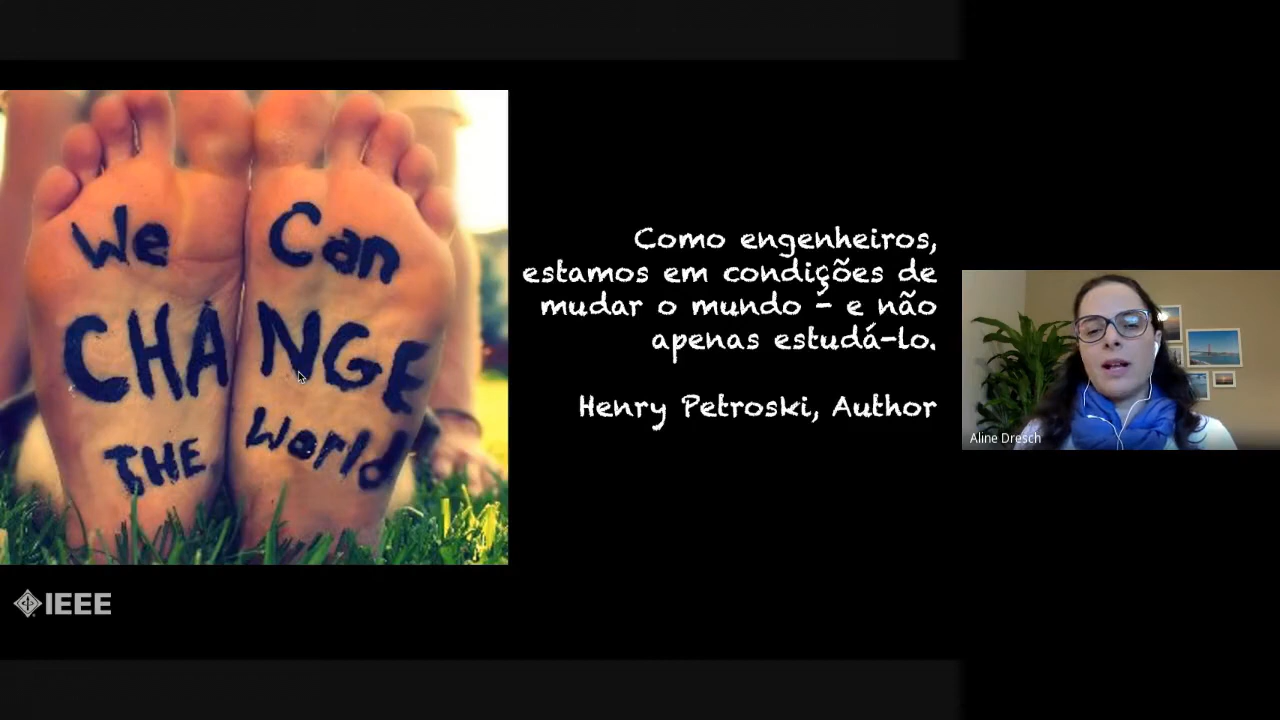 We Can
CHANGE
THE World
Como engenheiros,
estamos em condições de
mudar o mundo – e não
apenas estudá-lo.
Henry Petroski, Author
Aline Dresch
IEEE